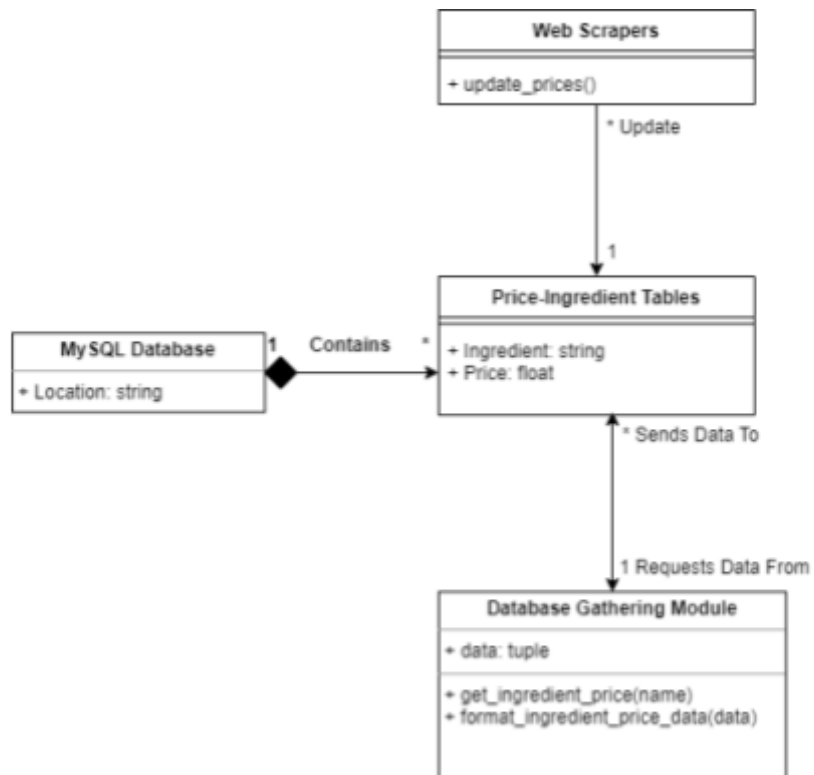 Web Scrapers
+ update_prices()
* Update
1
Price-Ingredient Tables
+ Ingredient: string
+ Price: float
MySQL Database
+ Location: string
1 Contains *
* Sends Data To
1 Requests Data From
Database Gathering Module
+ data: tuple
+ get_ingredient_price(name)
+ format_ingredient_price_data(data)